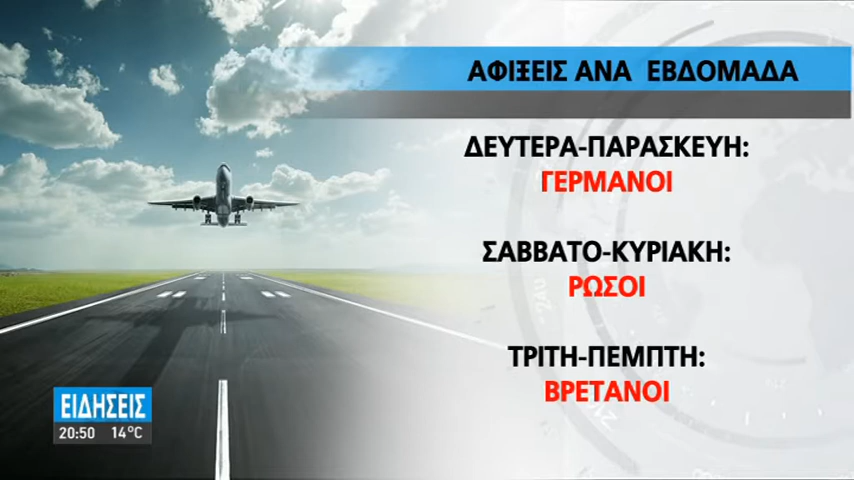 ΑΦΙΞΕΙΣ ΑΝΑ ΕΒΔΟΜΑΔΑ
ΔΕΥΤΕΡΑ-ΠΑΡΑΣΚΕΥΗ:
ΓΕΡΜΑΝΟΙ
ΣΑΒΒΑΤΟ-ΚΥΡΙΑΚΗ:
ΡΩΣΟΙ
ΤΡΙΤΗ-ΠΕΜΠΤΗ:
ΒΡΕΤΑΝΟΙ
ΕΙΔΗΣΕΙΣ
20:50 14°C